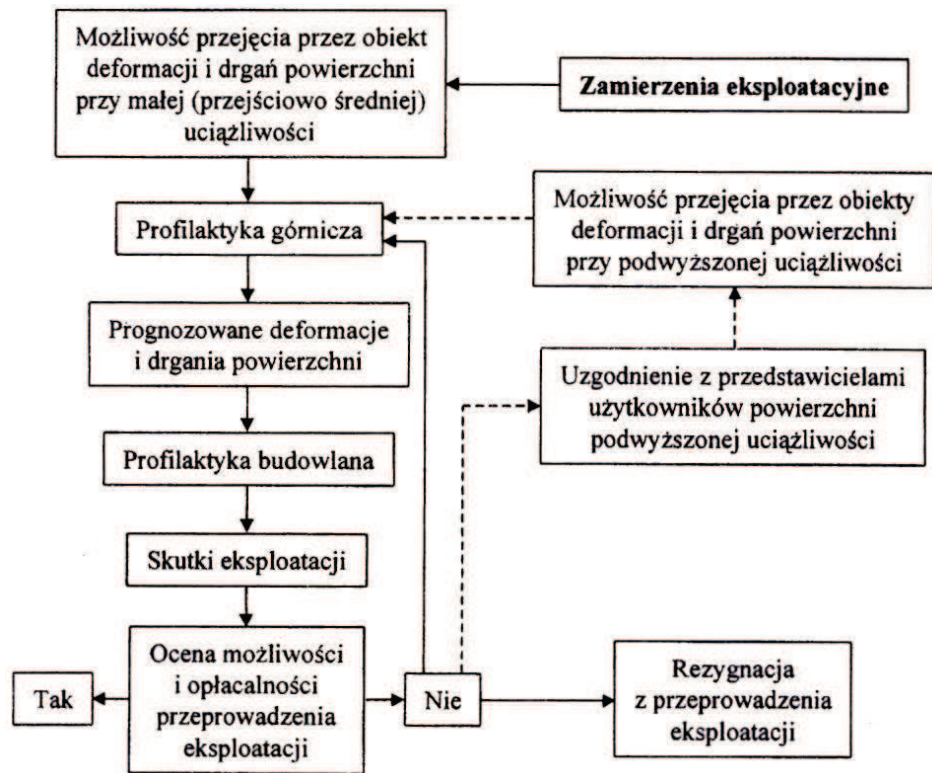 Możliwość przejęcia przez obiekt
deformacji i drgań powierzchni
przy małej (przejściowo średniej)
uciążliwości
Zamierzenia eksploatacyjne
Profilaktyka górnicza
Możliwość przejęcia przez obiekty
deformacji i drgań powierzchni
przy podwyższonej uciążliwości
Prognozowane deformacje
i drgania powierzchni
Uzgodnienie z przedstawicielami
użytkowników powierzchni
podwyższonej uciążliwości
Profilaktyka budowlana
Skutki eksploatacji
Ocena możliwości
i opłacalności
przeprowadzenia
eksploatacji
Tak
Nie
Rezygnacja
z przeprowadzenia
eksploatacji